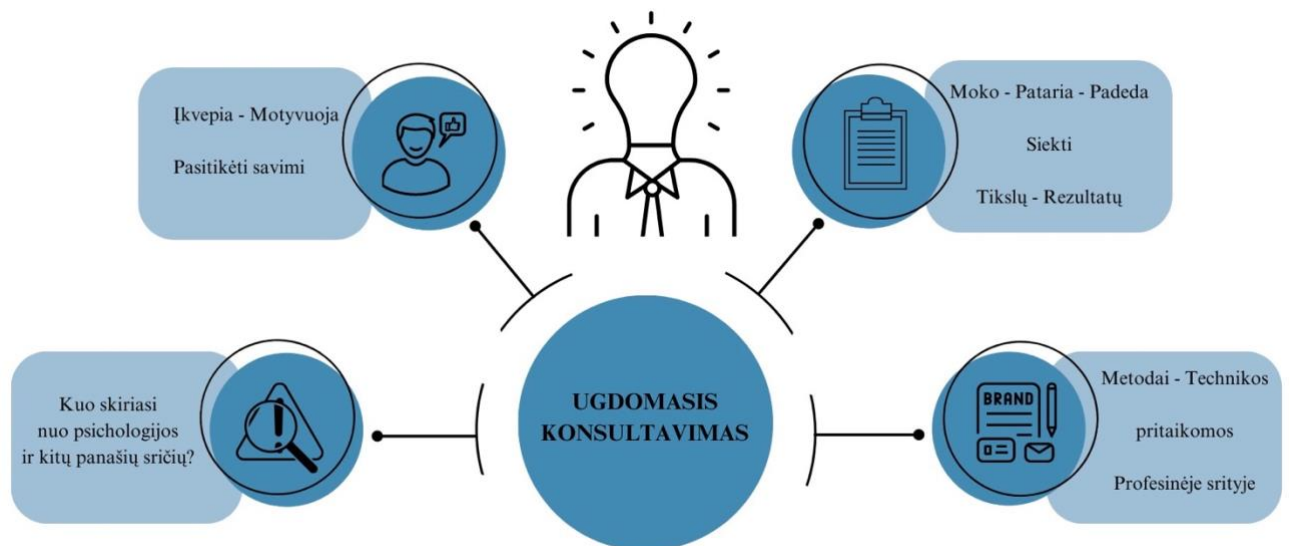 Įkvepia - Motyvuoja
Pasitikėti savimi
Moko - Pataria - Padeda
Siekti
Tikslų - Rezultatų
UGDOMASIS
KONSULTAVIMAS
Kuo skiriasi
nuo psichologijos
ir kitų panašių sričių?
BRAND
Metodai - Technikos
pritaikomos
Profesinėje srityje